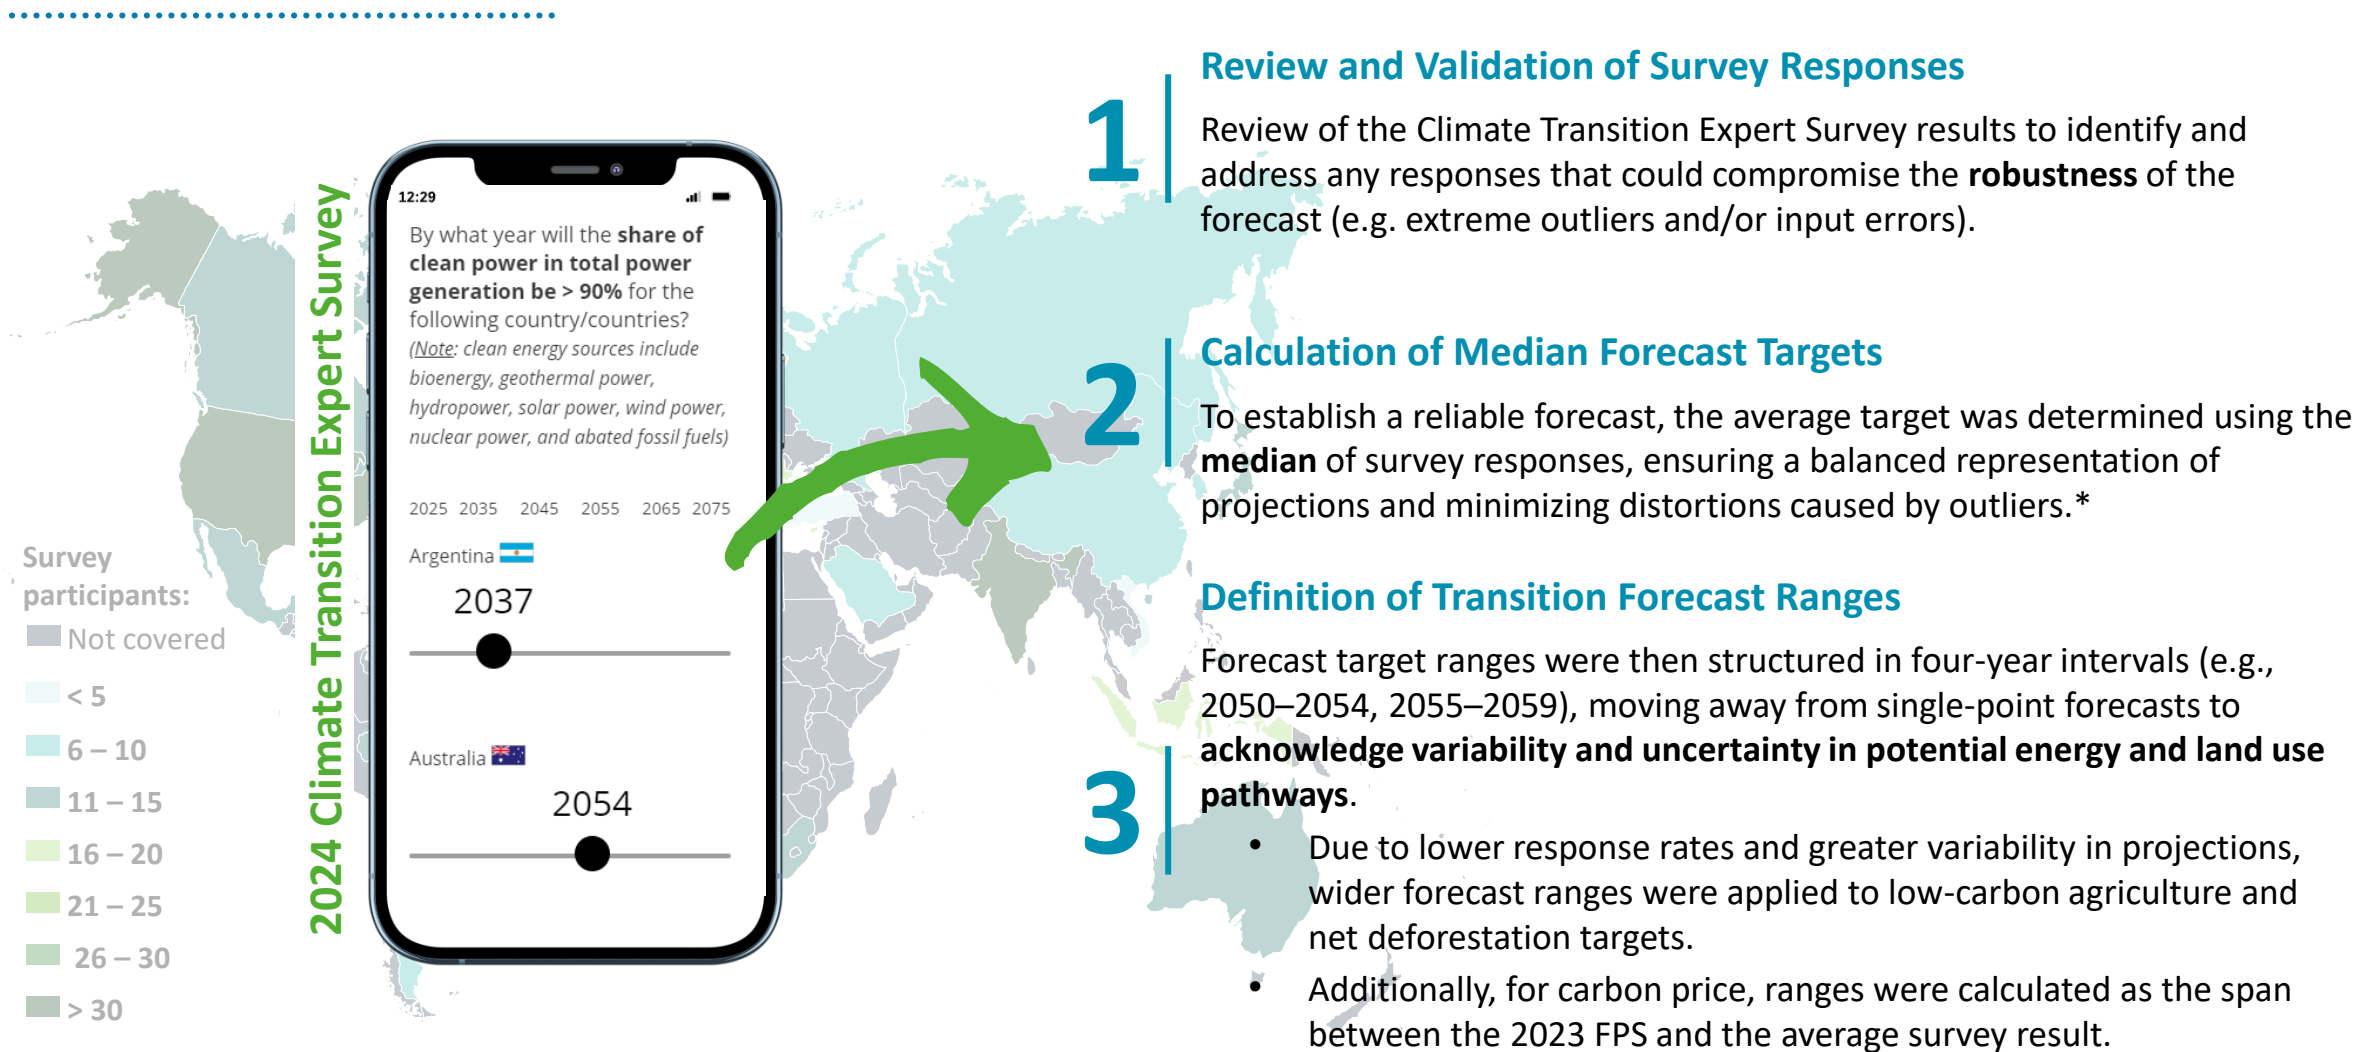 2024 Climate Transition Expert Survey
Survey
participants:
Not covered
< 5
6 – 10
11 – 15
16 – 20
21 – 25
26 – 30
> 30
12:29
By what year will the share of
clean power in total power
generation be > 90% for the
following country/countries?
(Note: clean energy sources include
bioenergy, geothermal power,
hydropower, solar power, wind power,
nuclear power, and abated fossil fuels)
2025 2035 2045 2055 2065 2075
Argentina
2037
Australia
2054
1
Review and Validation of Survey Responses
Review of the Climate Transition Expert Survey results to identify and
address any responses that could compromise the robustness of the
forecast (e.g. extreme outliers and/or input errors).
2
Calculation of Median Forecast Targets
To establish a reliable forecast, the average target was determined using the
median of survey responses, ensuring a balanced representation of
projections and minimizing distortions caused by outliers.*
3
Definition of Transition Forecast Ranges
Forecast target ranges were then structured in four-year intervals (e.g.,
2050–2054, 2055–2059), moving away from single-point forecasts to
acknowledge variability and uncertainty in potential energy and land use
pathways.
• Due to lower response rates and greater variability in projections,
wider forecast ranges were applied to low-carbon agriculture and
net deforestation targets.
• Additionally, for carbon price, ranges were calculated as the span
between the 2023 FPS and the average survey result.